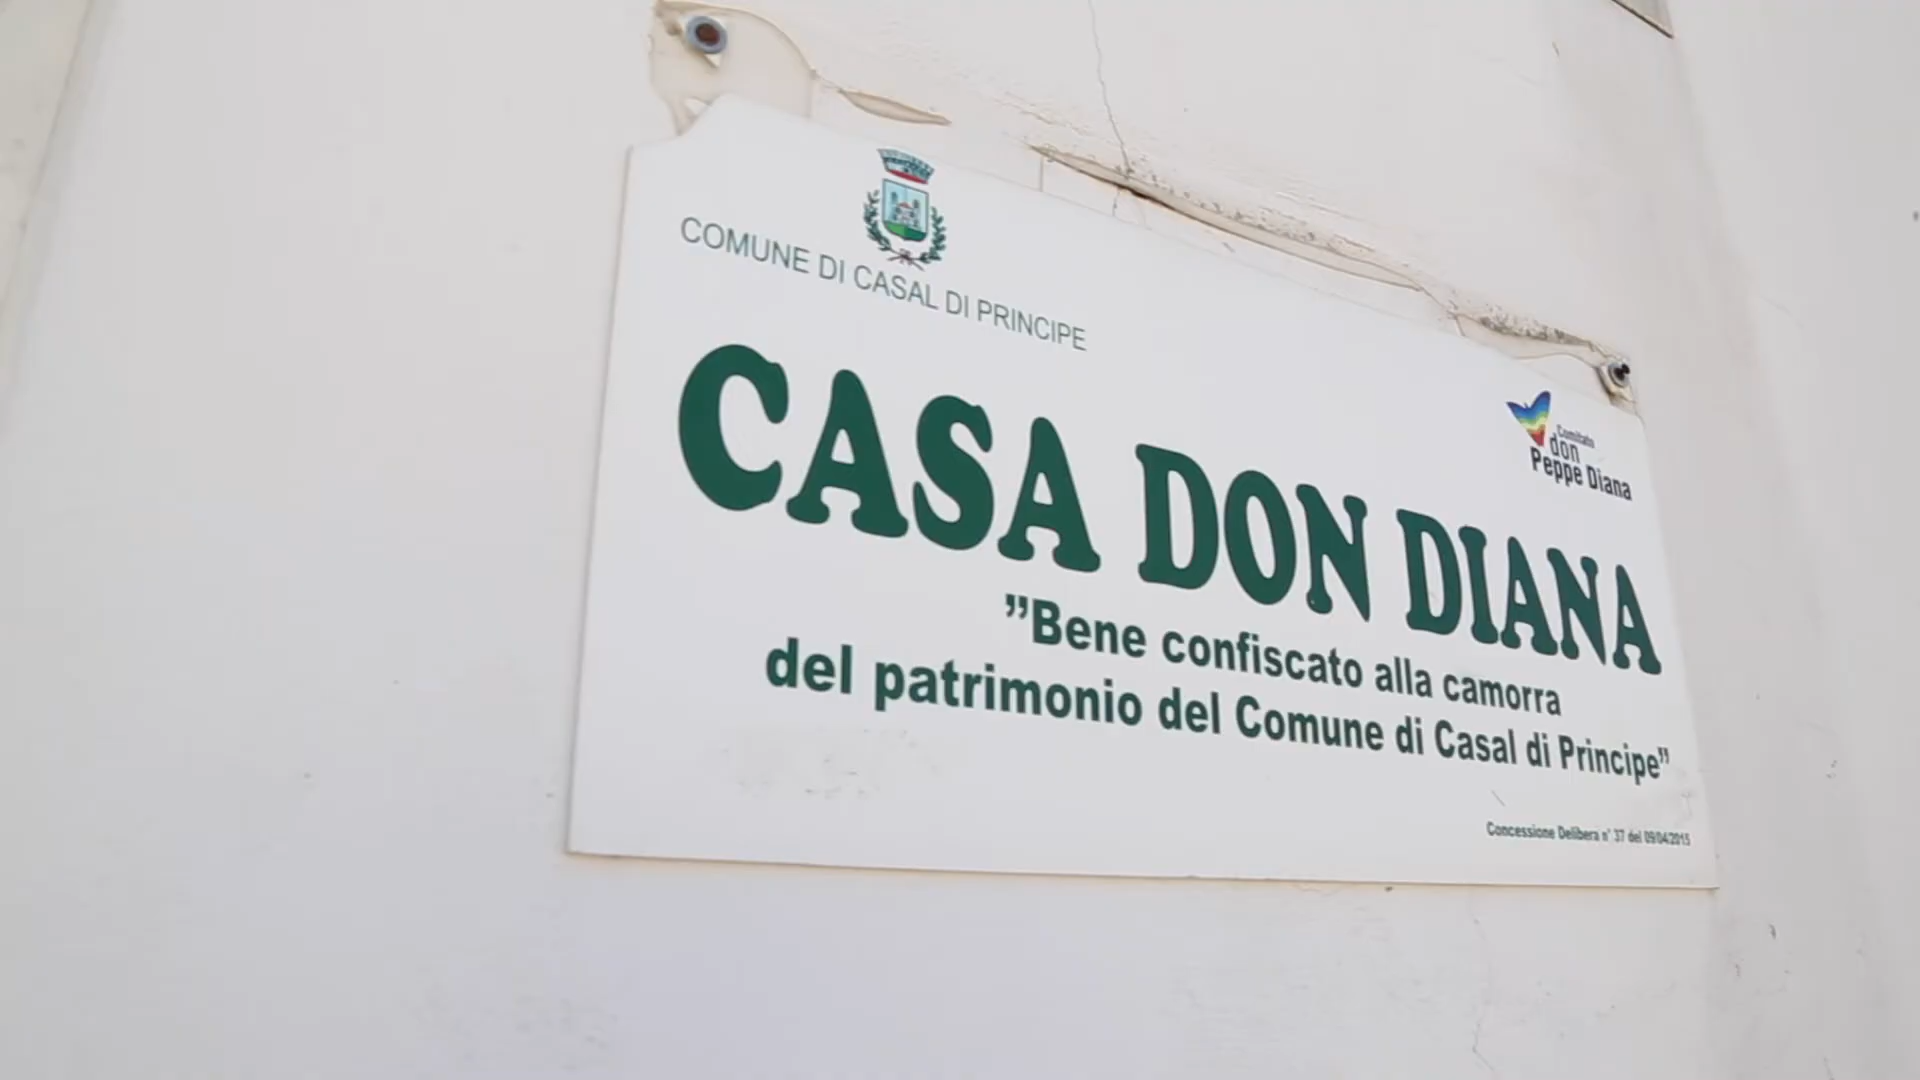 COMUNE DI CASAL DI PRINCIPE
Comitato
don
Peppe Diana
CASA DON DIANA
”Bene confiscato alla camorra
del patrimonio del Comune di Casal di Principe”
Concessione Delibera n° 37 del 09/04/2015